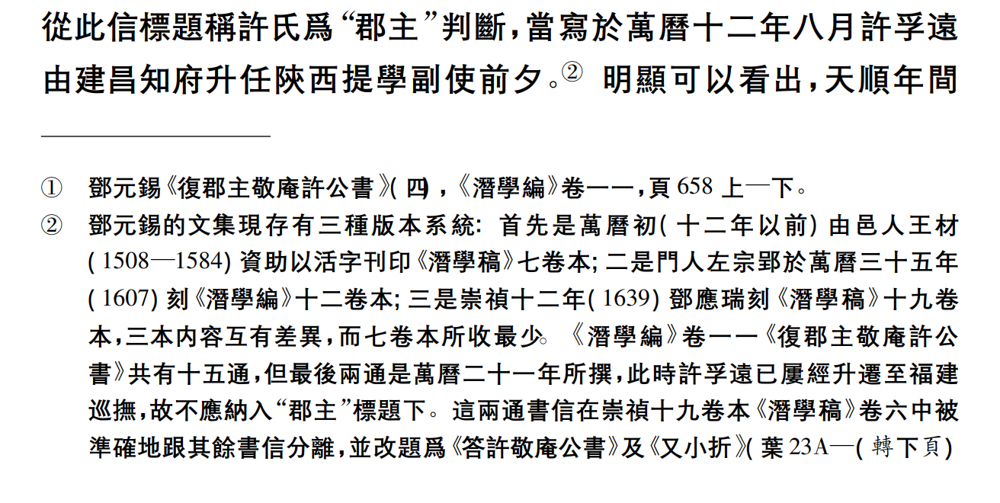 從此信標題稱許氏爲“郡主”判斷，當寫於萬曆十二年八月許孚遠
由建昌知府升任陝西提學副使前夕。② 明顯可以看出，天順年間
① 鄧元錫《復郡主敬庵許公書》(四)，《潛學編》卷一一，頁 658 上—下。
② 鄧元錫的文集現存有三種版本系統：首先是萬曆初(十二年以前)由邑人王材
(1508—1584)資助以活字刊印《潛學稿》七卷本；二是門人左宗郢於萬曆三十五年
(1607)刻《潛學編》十二卷本；三是崇禎十二年(1639)鄧應瑞刻《潛學稿》十九卷
本，三本内容互有差異，而七卷本所收最少。《潛學編》卷一一《復郡主敬庵許公
書》共有十五通，但最後兩通是萬曆二十一年所撰，此時許孚遠已屢經升遷至福建
巡撫，故不應納入“郡主”標題下。這兩通書信在崇禎十九卷本《潛學稿》卷六中被
準確地跟其餘書信分離，並改題爲《答許敬庵公書》及《又小折》(葉 23A—(轉下頁)